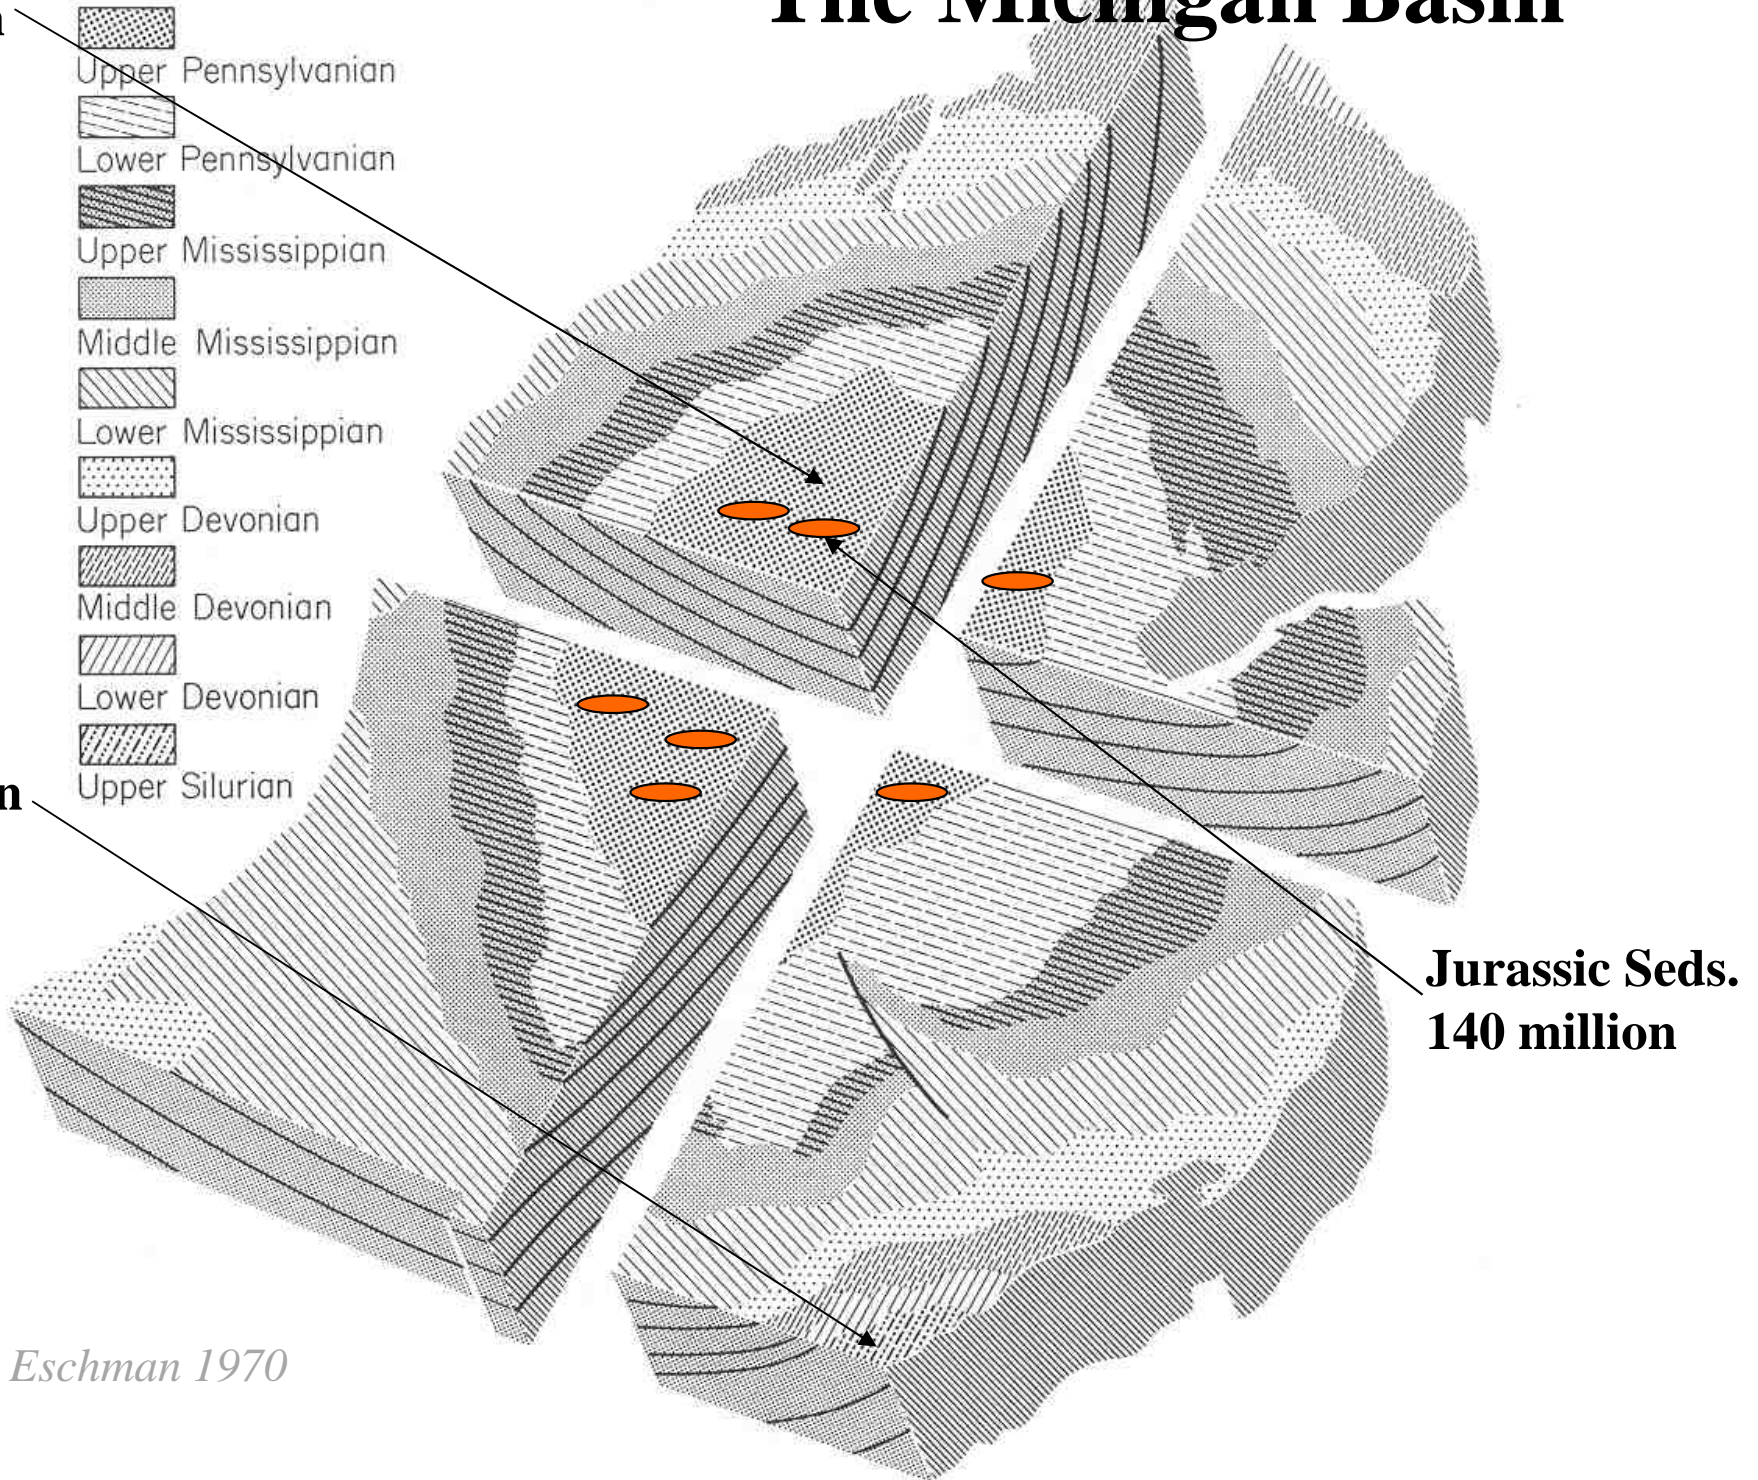 The Michigan Basin
Upper Pennsylvanian
Lower Pennsylvanian
Upper Mississippian
Middle Mississippian
Lower Mississippian
Upper Devonian
Middle Devonian
Lower Devonian
Upper Silurian
n
Jurassic Seds.
140 million
Eschman 1970